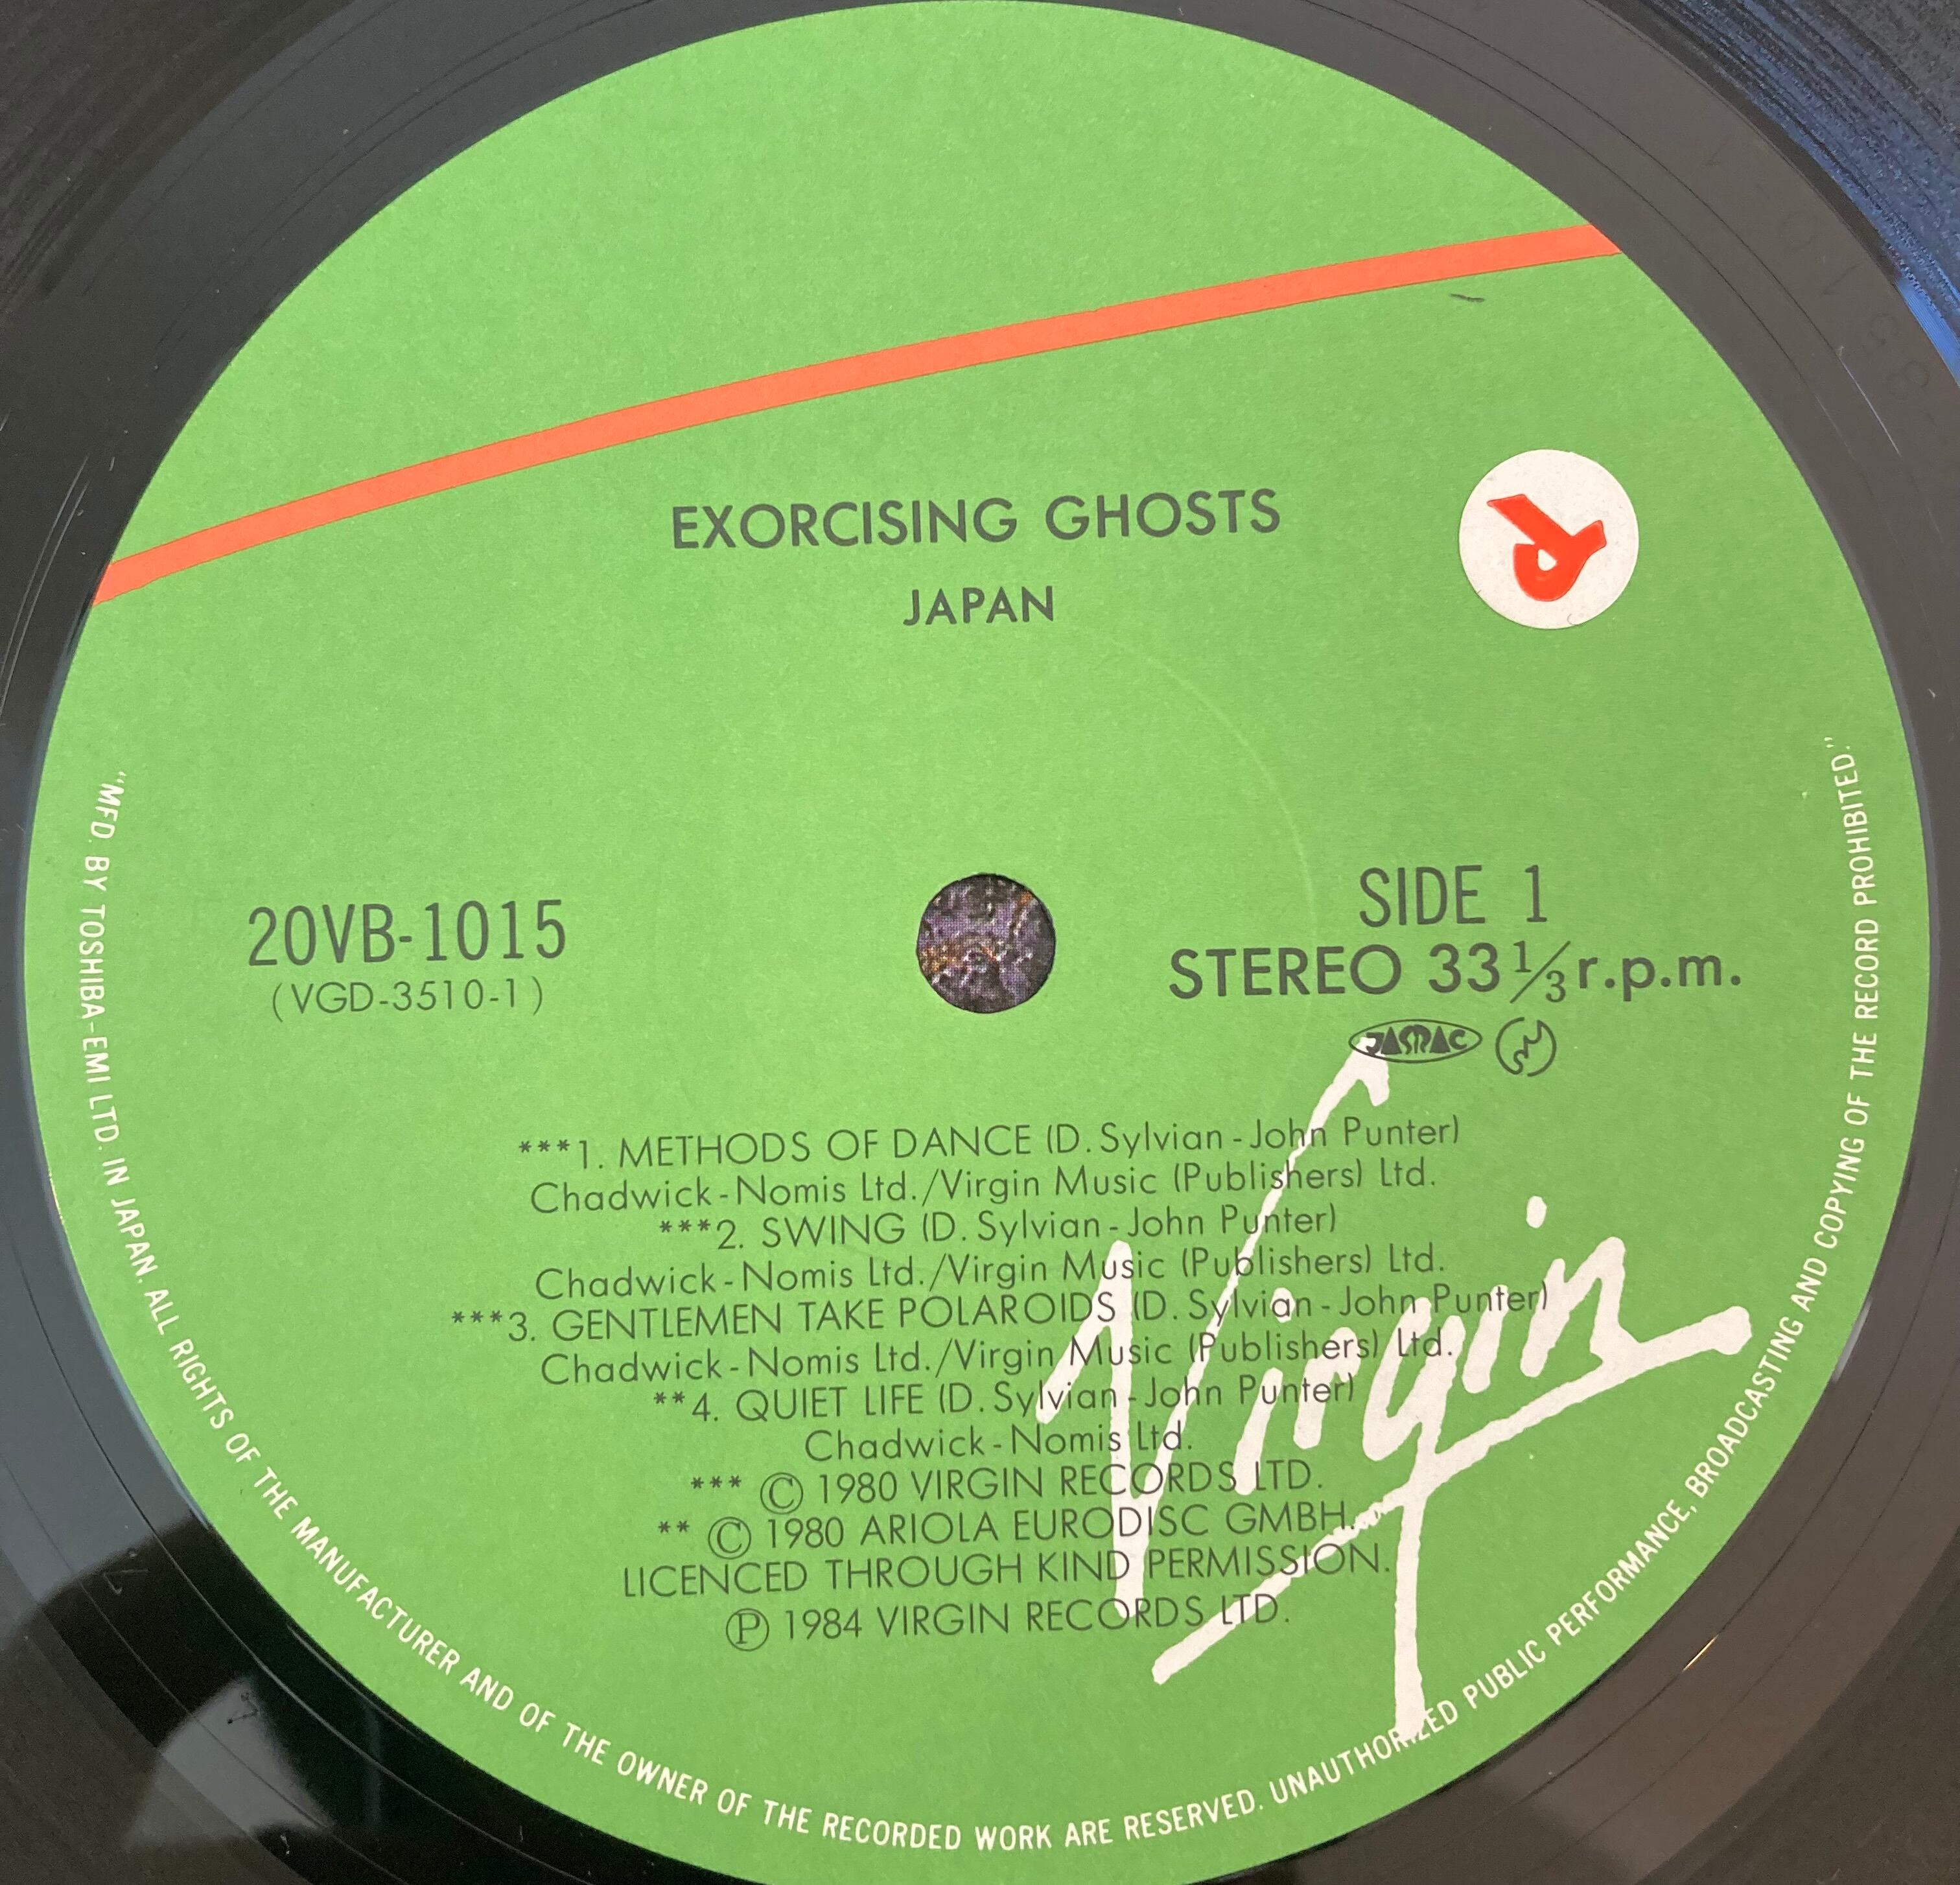 EXORCISING GHOSTS
JAPAN
20VB-1015
(VGD-3510-1)
SIDE 1
STEREO 33 1/3 r.p.m.
JASRAC
***1. METHODS OF DANCE (D. Sylvian - John Punter)
Chadwick - Nomis Ltd./Virgin Music (Publishers) Ltd.
***2. SWING (D. Sylvian - John Punter)
Chadwick - Nomis Ltd./Virgin Music (Publishers) Ltd.
***3. GENTLEMEN TAKE POLAROIDS (D. Sylvian - John Punter)
Chadwick - Nomis Ltd./Virgin Music (Publishers) Ltd.
**4. QUIET LIFE (D. Sylvian - John Punter)
Chadwick - Nomis Ltd.
*** © 1980 VIRGIN RECORDS LTD.
** © 1980 ARIOLA EURODISC GMBH.
LICENCED THROUGH KIND PERMISSION.
℗ 1984 VIRGIN RECORDS LTD.
Virgin
"MFD. BY TOSHIBA-EMI LTD. IN JAPAN. ALL RIGHTS OF THE MANUFACTURER AND OF THE OWNER OF THE RECORDED WORK ARE RESERVED. UNAUTHORIZED PUBLIC PERFORMANCE, BROADCASTING AND COPYING OF THE RECORD PROHIBITED."